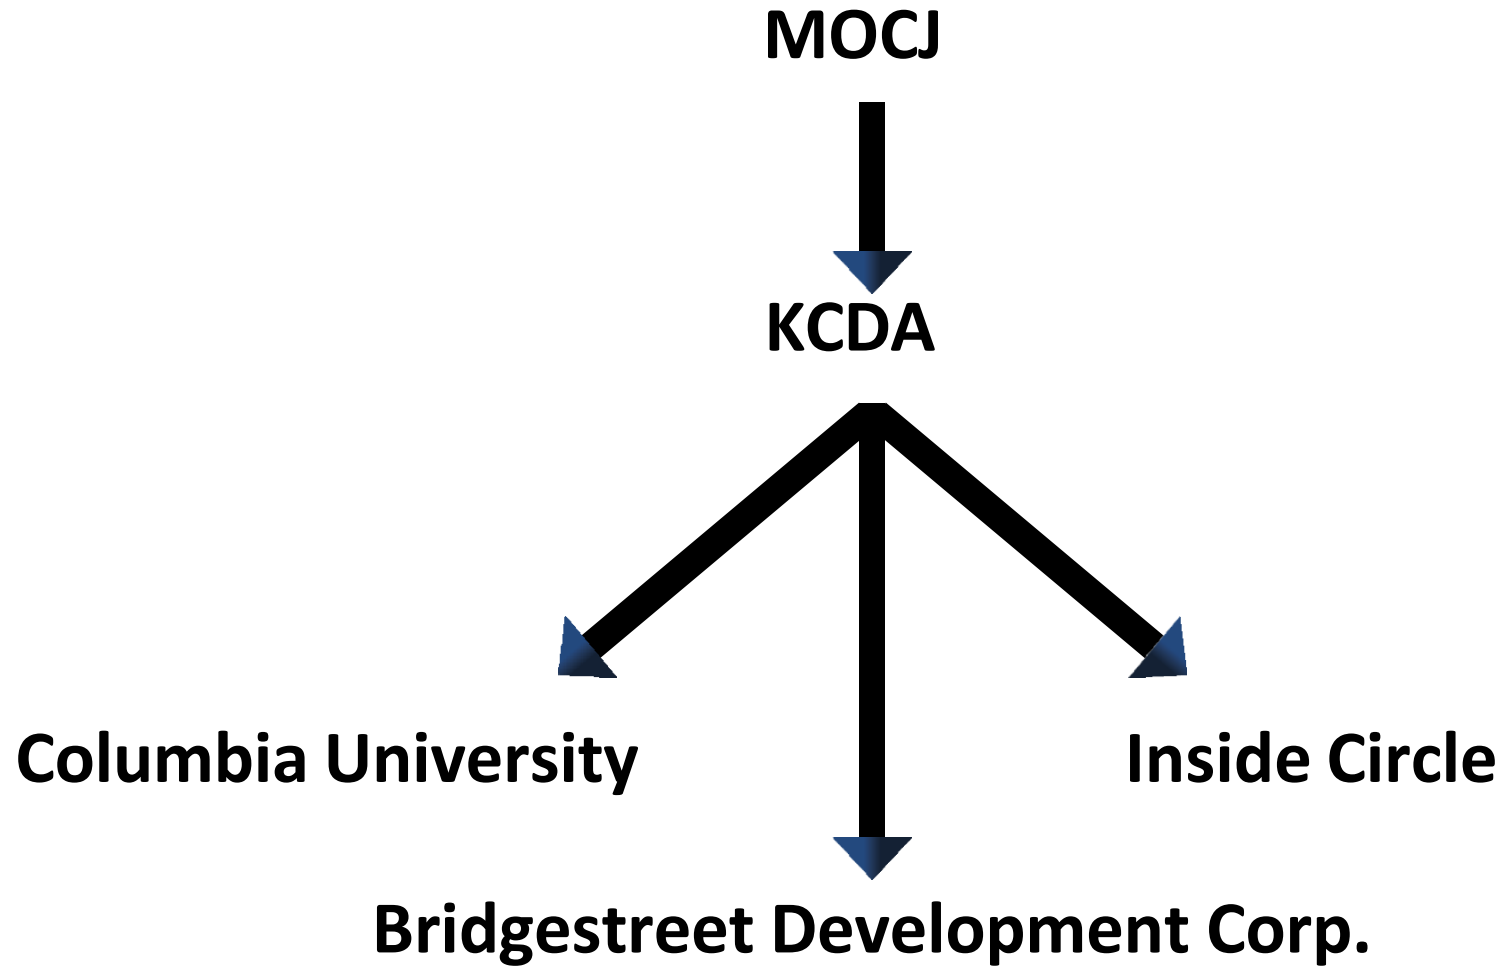 MOCJ
KCDA
Columbia University
Inside Circle
Bridgestreet Development Corp.